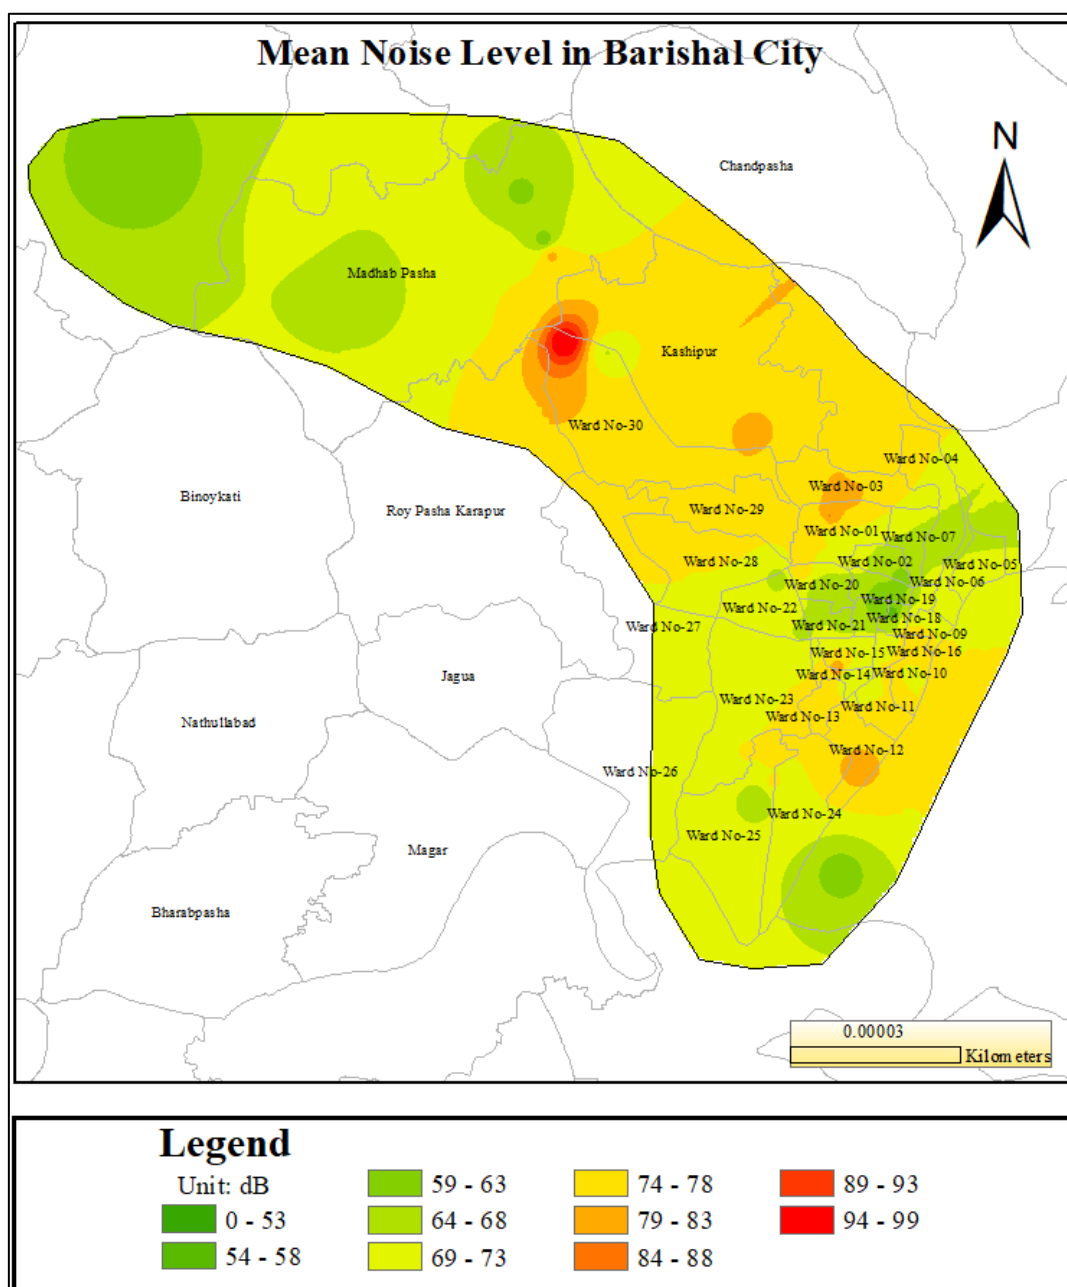 Mean Noise Level in Barishal City
N
Chandpasha
Madhab Pasha
Kashipur
Ward No-30
Ward No-04
Ward No-03
Binoykati
Roy Pasha Karapur
Ward No-29
Ward No-01
Ward No-07
Ward No-28
Ward No-02
Ward No-05
Ward No-20
Ward No-06
Ward No-19
Ward No-22
Ward No-18
Ward No-27
Ward No-21
Ward No-09
Ward No-15
Ward No-16
Jagua
Ward No-14
Ward No-10
Ward No-23
Ward No-11
Nathullabad
Ward No-13
Ward No-12
Ward No-26
Ward No-24
Ward No-25
Magar
Bharabpasha
0.00003
Kilometers
Legend
Unit: dB
0 - 53
54 - 58
59 - 63
64 - 68
69 - 73
74 - 78
79 - 83
84 - 88
89 - 93
94 - 99